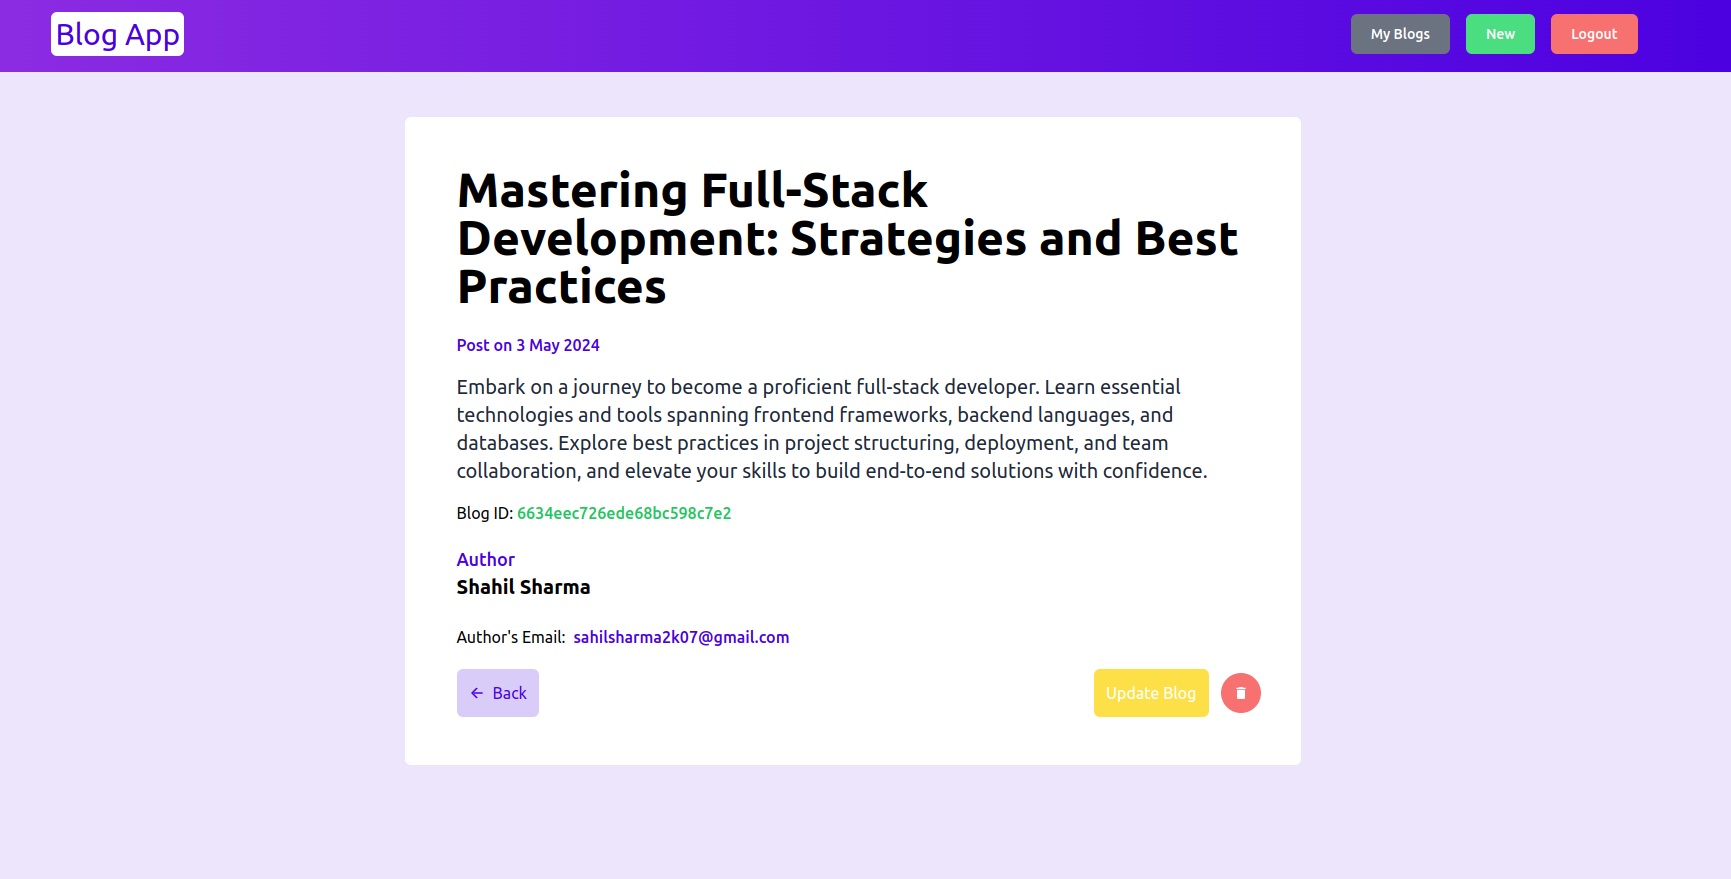 Blog App
My Blogs
New
Logout
Mastering Full-Stack
Development: Strategies and Best
Practices
Post on 3 May 2024
Embark on a journey to become a proficient full-stack developer. Learn essential
technologies and tools spanning frontend frameworks, backend languages, and
databases. Explore best practices in project structuring, deployment, and team
collaboration, and elevate your skills to build end-to-end solutions with confidence.
Blog ID: 6634eec726ede68bc598c7e2
Author
Shahil Sharma
Author's Email: sahilsharma2k07@gmail.com
Back
Update Blog